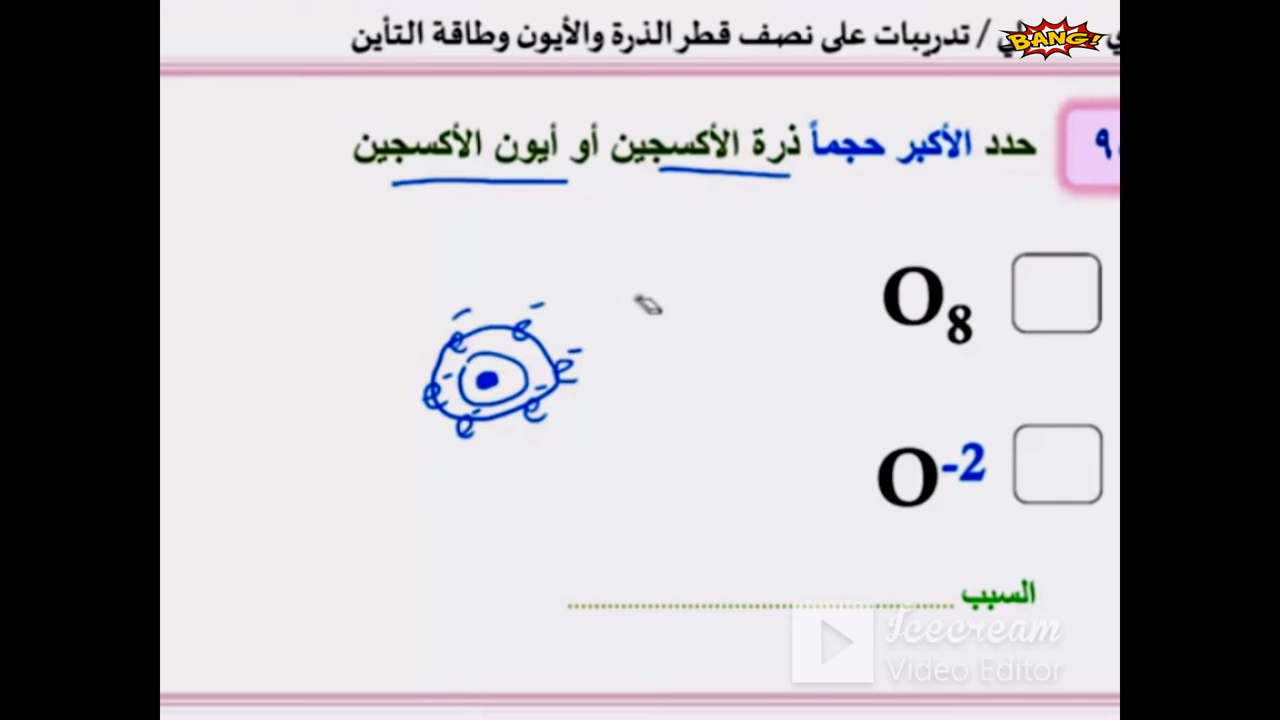 ي / تدريبات على نصف قطر الذرة والأيون وطاقة التأين
BANG!
٩
حدد الأكبر حجماً ذرة الأكسجين أو أيون الأكسجين
O8
e- e- e- e- e- e-
O-2
السبب
Icecream
Video Editor